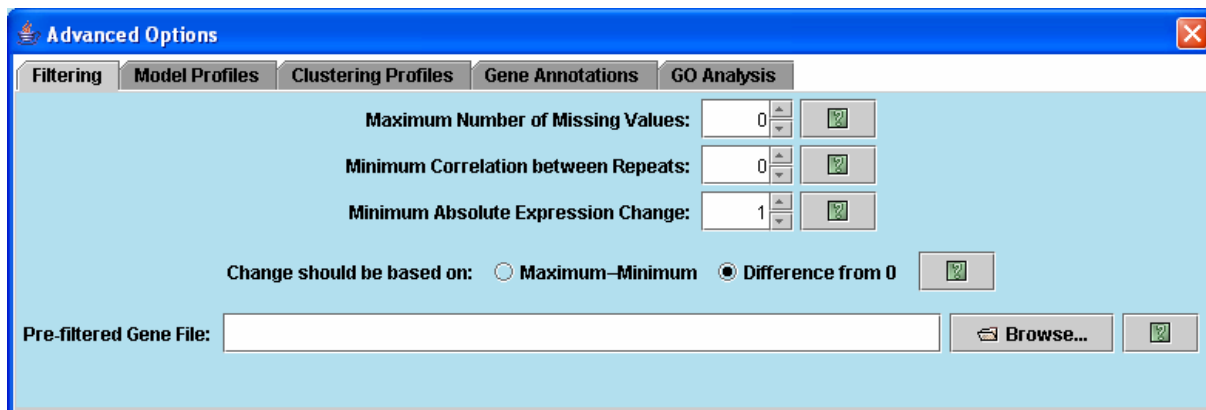 Advanced Options
Filtering Model Profiles Clustering Profiles Gene Annotations GO Analysis
Maximum Number of Missing Values: 0
Minimum Correlation between Repeats: 0
Minimum Absolute Expression Change: 1
Change should be based on: Maximum–Minimum Difference from 0
Pre-filtered Gene File: Browse...